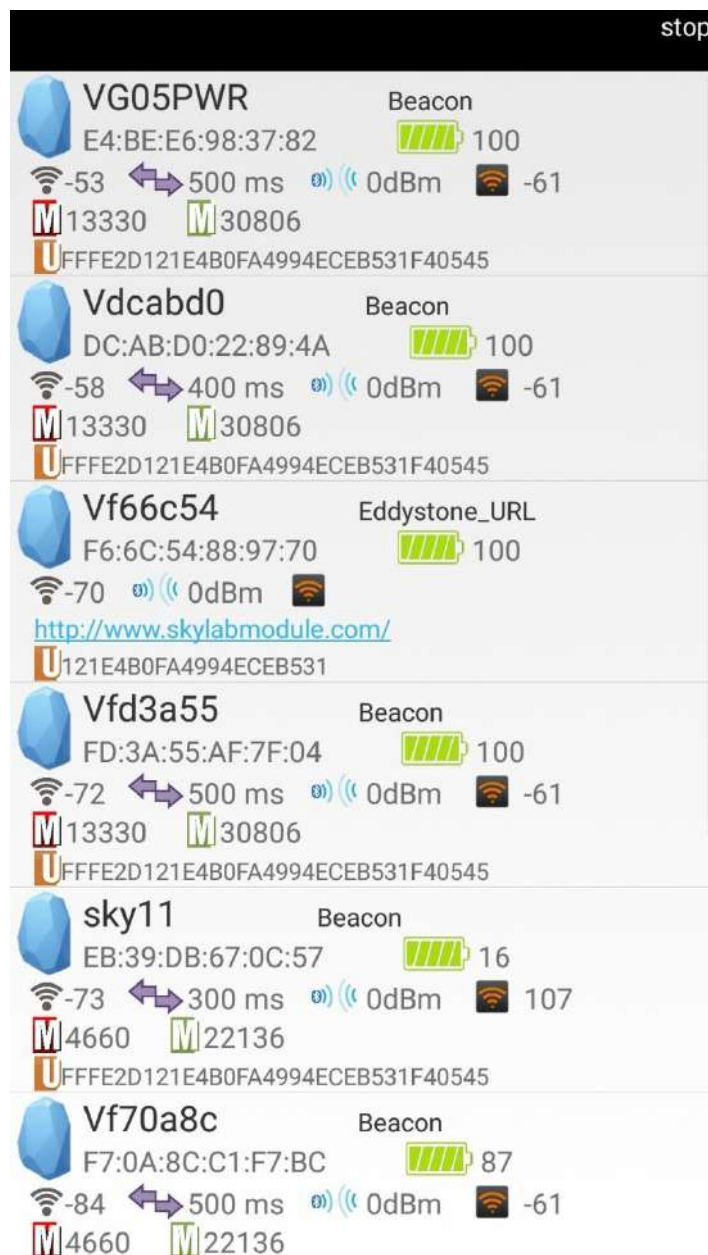 stop
VG05PWR Beacon
E4:BE:E6:98:37:82 100
-53 500 ms 0dBm -61
M 13330 M 30806
U FFFE2D121E4B0FA4994ECEB531F40545
Vdcabd0 Beacon
DC:AB:D0:22:89:4A 100
-58 400 ms 0dBm -61
M 13330 M 30806
U FFFE2D121E4B0FA4994ECEB531F40545
Vf66c54 Eddystone_URL
F6:6C:54:88:97:70 100
-70 0dBm
http://www.skylabmodule.com/
U 121E4B0FA4994ECEB531
Vfd3a55 Beacon
FD:3A:55:AF:7F:04 100
-72 500 ms 0dBm -61
M 13330 M 30806
U FFFE2D121E4B0FA4994ECEB531F40545
sky11 Beacon
EB:39:DB:67:0C:57 16
-73 300 ms 0dBm 107
M 4660 M 22136
U FFFE2D121E4B0FA4994ECEB531F40545
Vf70a8c Beacon
F7:0A:8C:C1:F7:BC 87
-84 500 ms 0dBm -61
M 4660 M 22136